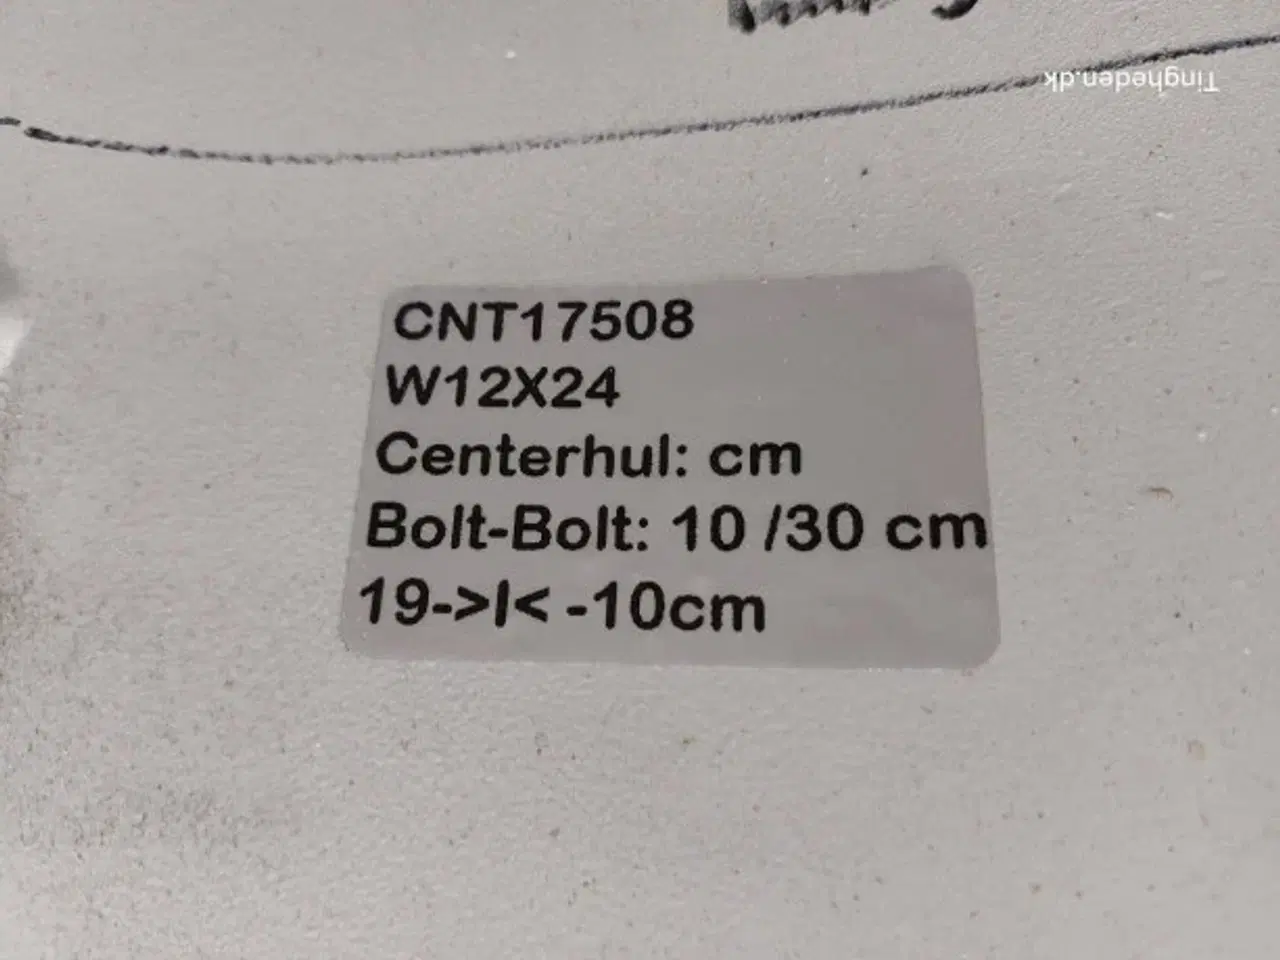 Tingheden.dk
CNT17508
W12X24
Centerhul: cm
Bolt-Bolt: 10 /30 cm
19->I< -10cm